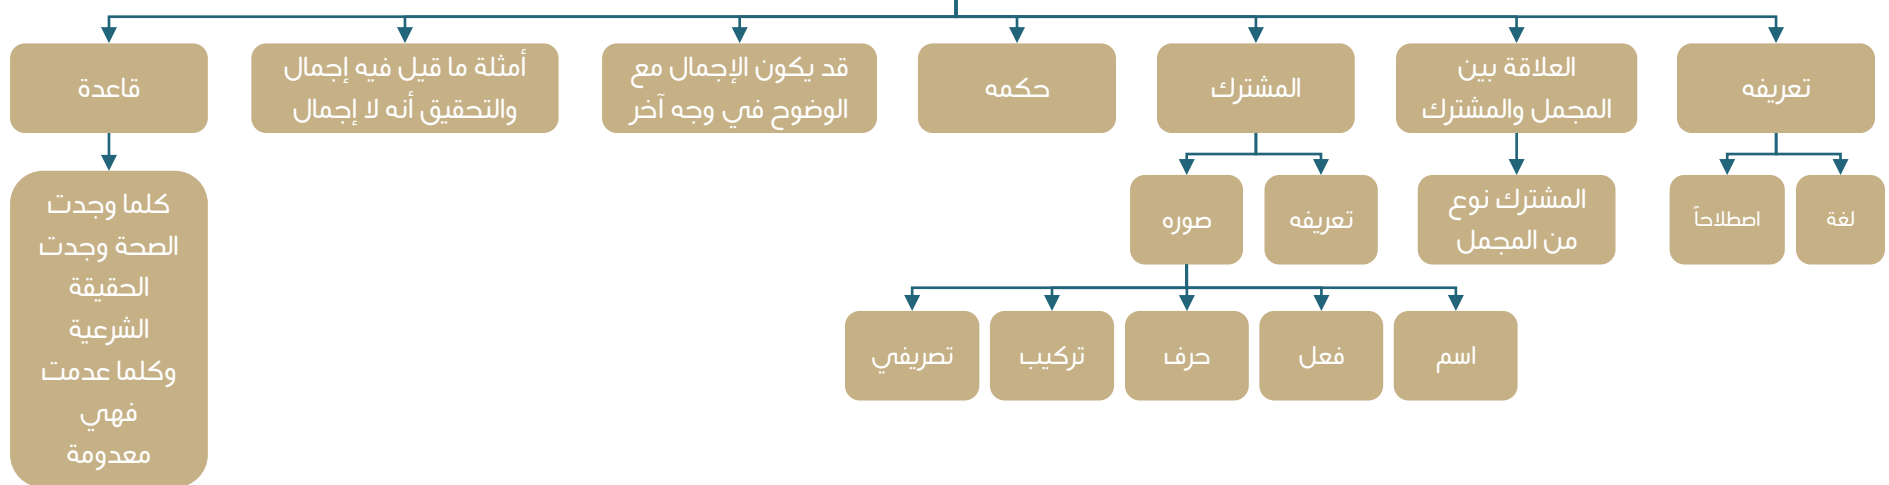 تعريفه
العلاقة بين
المجمل والمشترك
المشترك
حكمه
قد يكون الإجمال مع
الوضوح في وجه آخر
أمثلة ما قيل فيه إجمال
والتحقيق أنه لا إجمال
قاعدة
لغة
اصطلاحاً
المشترك نوع
من المجمل
تعريفه
صوره
كلما وجدت
الصحة وجدت
الحقيقة
الشرعية
وكلما عدمت
فهي
معدومة
اسم
فعل
حرف
تركيب
تصريفي